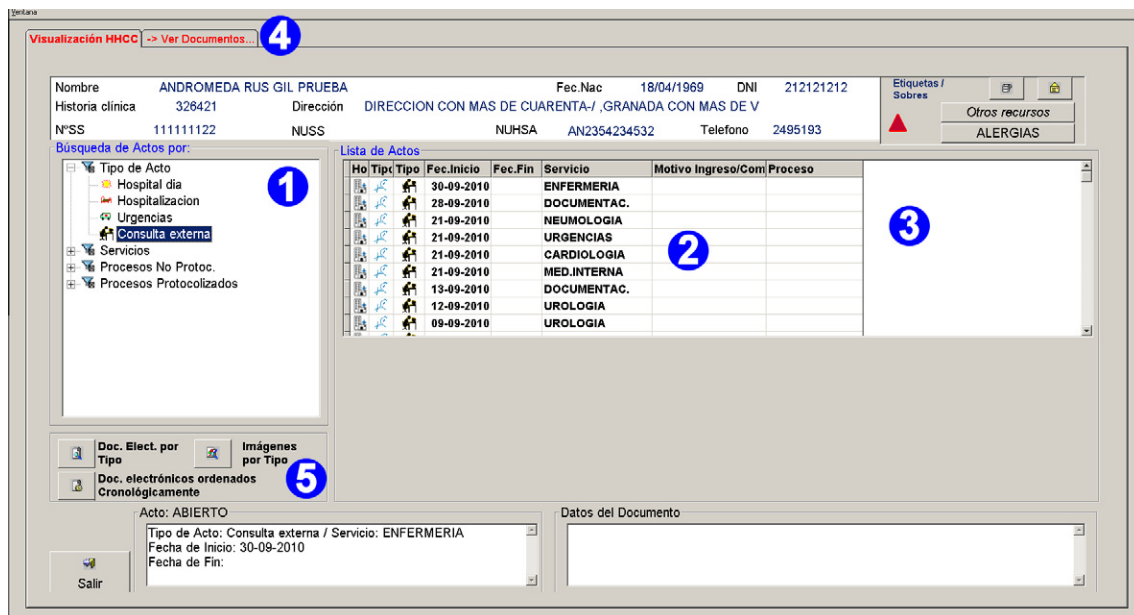 Ventana
Visualización HHCC -> Ver Documentos... 4
Nombre ANDROMEDA RUS GIL PRUEBA Fec.Nac 18/04/1969 DNI 212121212 Etiquetas / Sobres
Historia clínica 326421 Dirección DIRECCION CON MAS DE CUARENTA-/ ,GRANADA CON MAS DE V Otros recursos
NºSS 111111122 NUSS NUHSA AN2354234532 Telefono 2495193 ALERGIAS
Búsqueda de Actos por:
Tipo de Acto 1
Hospital dia
Hospitalizacion
Urgencias
Consulta externa
Servicios
Procesos No Protoc.
Procesos Protocolizados
Lista de Actos
Ho Tipo Tipo Fec.Inicio Fec.Fin Servicio Motivo Ingreso/Com Proceso
30-09-2010 ENFERMERIA
28-09-2010 DOCUMENTAC.
21-09-2010 NEUMOLOGIA 3
21-09-2010 URGENCIAS
21-09-2010 CARDIOLOGIA 2
21-09-2010 MED.INTERNA
13-09-2010 DOCUMENTAC.
12-09-2010 UROLOGIA
09-09-2010 UROLOGIA
Doc. Elect. por Tipo Imágenes por Tipo
Doc. electrónicos ordenados Cronológicamente 5
Acto: ABIERTO
Tipo de Acto: Consulta externa / Servicio: ENFERMERIA
Fecha de Inicio: 30-09-2010
Fecha de Fin:
Datos del Documento
Salir